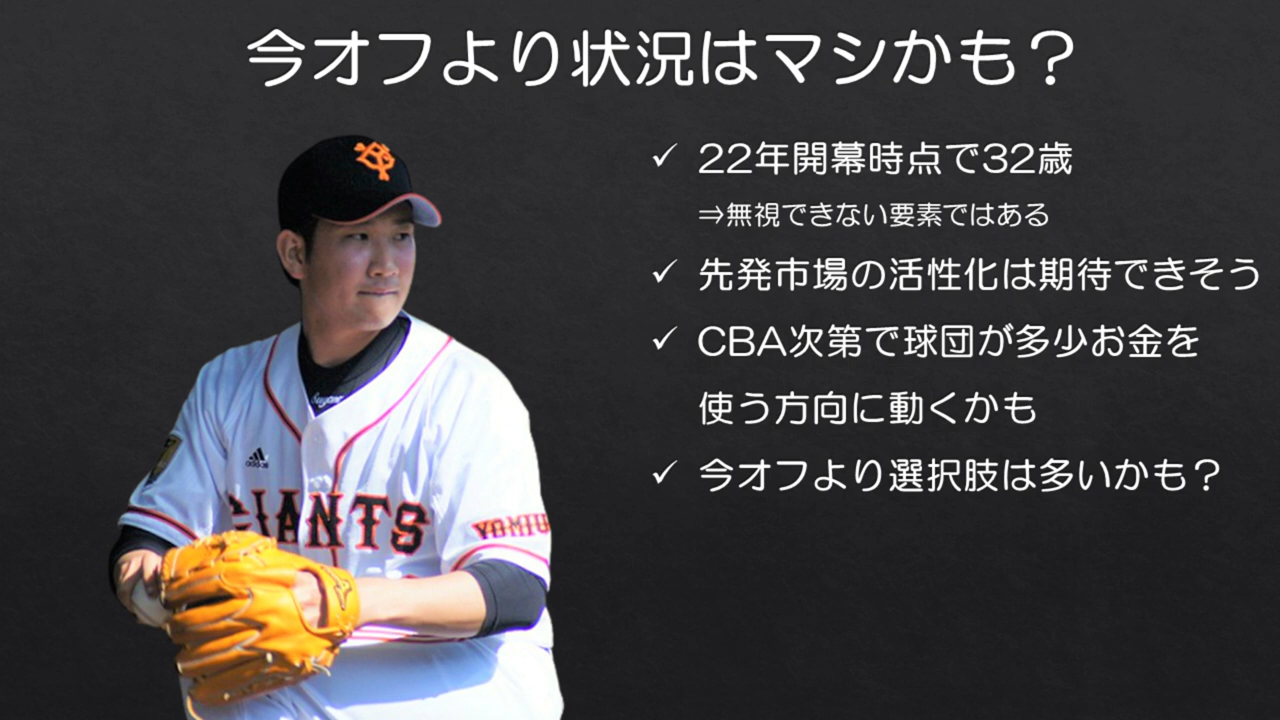 今オフより状況はマシかも？
✓ 22年開幕時点で32歳
⇒無視できない要素ではある
✓ 先発市場の活性化は期待できそう
✓ CBA次第で球団が多少お金を
使う方向に動くかも
✓ 今オフより選択肢は多いかも？
Sugano
adidas
GIANTS
YOMIU